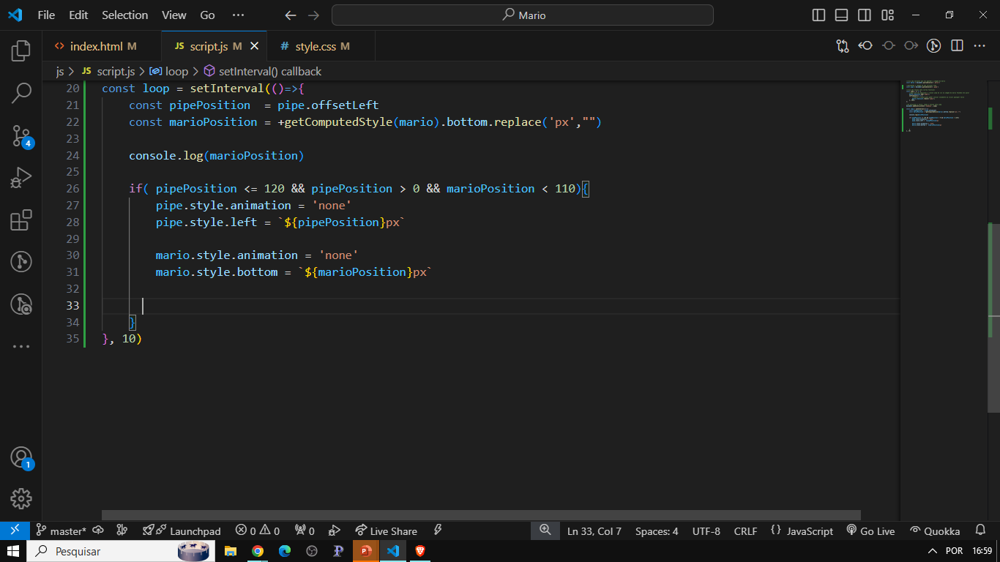 File Edit Selection View Go ··· Mario
index.html M JS script.js M # style.css M
js > JS script.js > loop > setInterval() callback
20 const loop = setInterval(()=>{
21 const pipePosition  = pipe.offsetLeft
22 const marioPosition = +getComputedStyle(mario).bottom.replace('px',"")
23
24 console.log(marioPosition)
25
26 if( pipePosition <= 120 && pipePosition > 0 && marioPosition < 110){
27 pipe.style.animation = 'none'
28 pipe.style.left = `${pipePosition}px`
29
30 mario.style.animation = 'none'
31 mario.style.bottom = `${marioPosition}px`
32
33
34 }
35 }, 10)
4
1
master* Launchpad 0 0 0 Live Share Ln 33, Col 7 Spaces: 4 UTF-8 CRLF {} JavaScript Go Live Quokka
Pesquisar POR 16:59